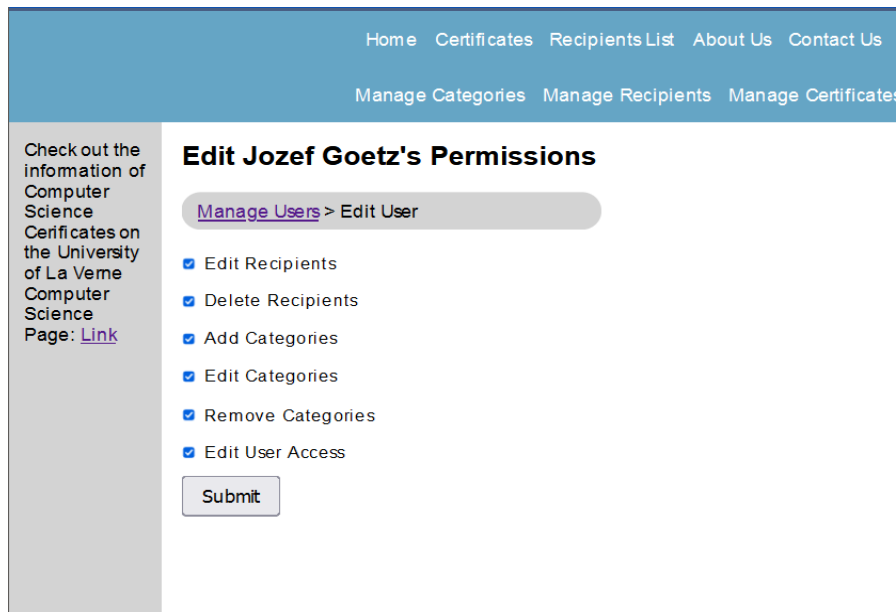 Home Certificates Recipients List About Us Contact Us
Manage Categories Manage Recipients Manage Certificates
Check out the
information of
Computer
Science
Cerificates on
the University
of La Verne
Computer
Science
Page: Link
Edit Jozef Goetz's Permissions
Manage Users > Edit User
Edit Recipients
Delete Recipients
Add Categories
Edit Categories
Remove Categories
Edit User Access
Submit